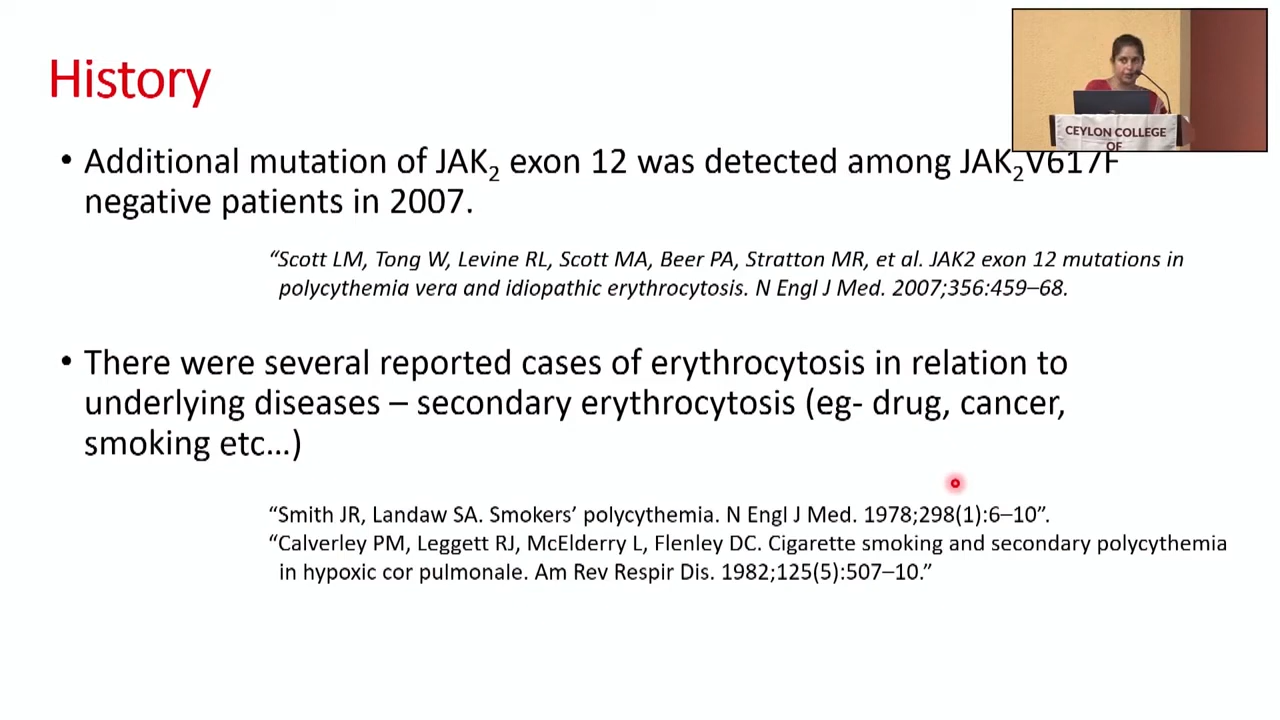 History
• Additional mutation of JAK2 exon 12 was detected among JAK2V617F
negative patients in 2007.
“Scott LM, Tong W, Levine RL, Scott MA, Beer PA, Stratton MR, et al. JAK2 exon 12 mutations in
polycythemia vera and idiopathic erythrocytosis. N Engl J Med. 2007;356:459–68.
• There were several reported cases of erythrocytosis in relation to
underlying diseases – secondary erythrocytosis (eg- drug, cancer,
smoking etc…)
“Smith JR, Landaw SA. Smokers’ polycythemia. N Engl J Med. 1978;298(1):6–10”.
“Calverley PM, Leggett RJ, McElderry L, Flenley DC. Cigarette smoking and secondary polycythemia
in hypoxic cor pulmonale. Am Rev Respir Dis. 1982;125(5):507–10.”
CEYLON COLLEGE
OF